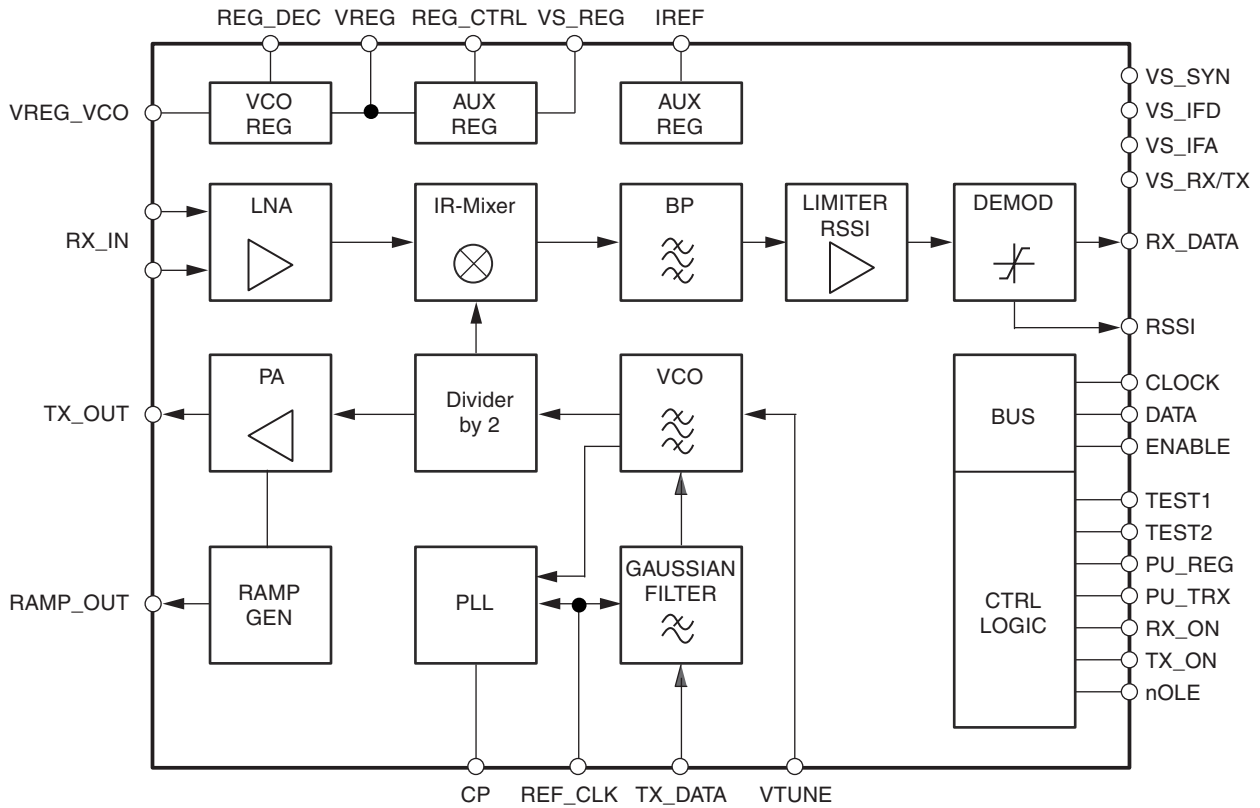 REG_DEC VREG REG_CTRL VS_REG IREF
VREG_VCO
VCO
REG
AUX
REG
AUX
REG
VS_SYN
VS_IFD
VS_IFA
VS_RX/TX
RX_IN
LNA
IR-Mixer
BP
LIMITER
RSSI
DEMOD
RX_DATA
RSSI
TX_OUT
PA
Divider
by 2
VCO
BUS
CLOCK
DATA
ENABLE
RAMP_OUT
RAMP
GEN
PLL
GAUSSIAN
FILTER
CTRL
LOGIC
TEST1
TEST2
PU_REG
PU_TRX
RX_ON
TX_ON
nOLE
CP REF_CLK TX_DATA VTUNE